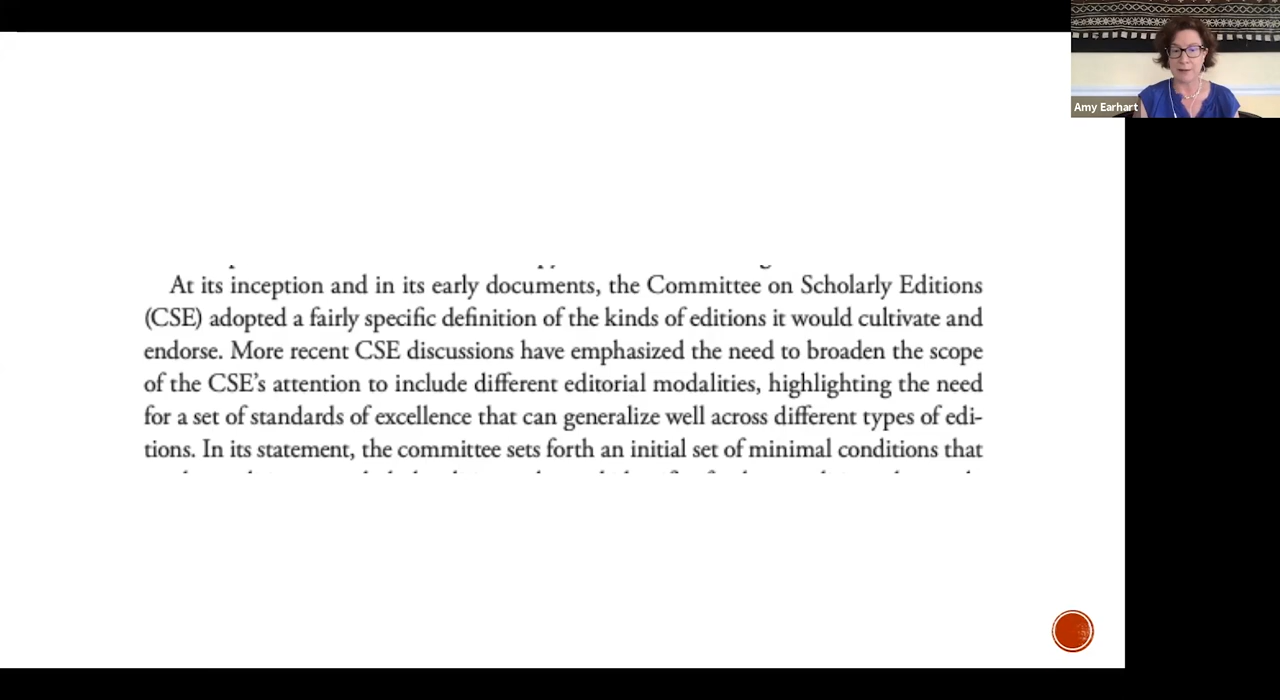 Amy Earhart
At its inception and in its early documents, the Committee on Scholarly Editions
(CSE) adopted a fairly specific definition of the kinds of editions it would cultivate and
endorse. More recent CSE discussions have emphasized the need to broaden the scope
of the CSE’s attention to include different editorial modalities, highlighting the need
for a set of standards of excellence that can generalize well across different types of edi-
tions. In its statement, the committee sets forth an initial set of minimal conditions that